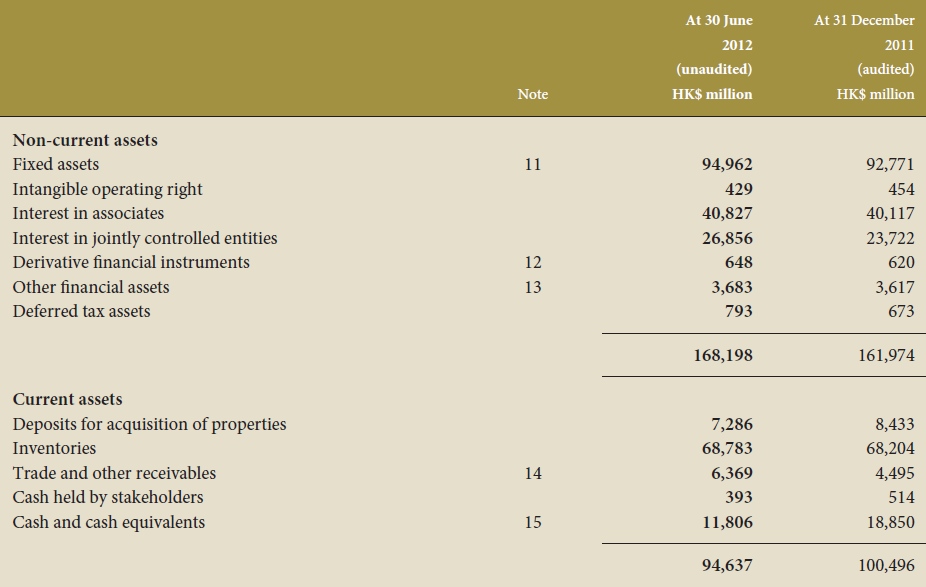 At 30 June At 31 December
2012 2011
(unaudited) (audited)
Note HK$ million HK$ million
Non-current assets
Fixed assets 11 94,962 92,771
Intangible operating right 429 454
Interest in associates 40,827 40,117
Interest in jointly controlled entities 26,856 23,722
Derivative financial instruments 12 648 620
Other financial assets 13 3,683 3,617
Deferred tax assets 793 673
168,198 161,974
Current assets
Deposits for acquisition of properties 7,286 8,433
Inventories 68,783 68,204
Trade and other receivables 14 6,369 4,495
Cash held by stakeholders 393 514
Cash and cash equivalents 15 11,806 18,850
94,637 100,496